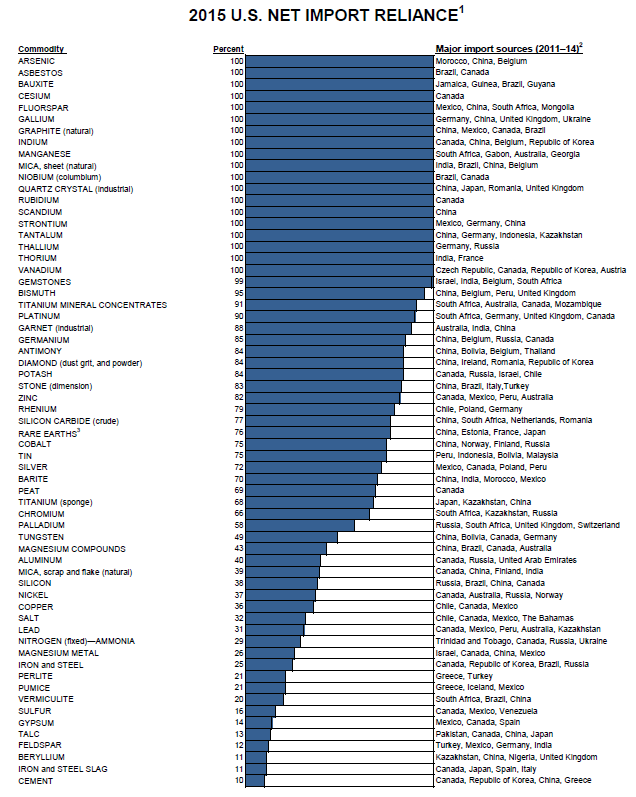 2015 U.S. NET IMPORT RELIANCE1
Commodity Percent Major import sources (2011–14)2
ARSENIC 100 Morocco, China, Belgium
ASBESTOS 100 Brazil, Canada
BAUXITE 100 Jamaica, Guinea, Brazil, Guyana
CESIUM 100 Canada
FLUORSPAR 100 Mexico, China, South Africa, Mongolia
GALLIUM 100 Germany, China, United Kingdom, Ukraine
GRAPHITE (natural) 100 China, Mexico, Canada, Brazil
INDIUM 100 Canada, China, Belgium, Republic of Korea
MANGANESE 100 South Africa, Gabon, Australia, Georgia
MICA, sheet (natural) 100 India, Brazil, China, Belgium
NIOBIUM (columbium) 100 Brazil, Canada
QUARTZ CRYSTAL (industrial) 100 China, Japan, Romania, United Kingdom
RUBIDIUM 100 Canada
SCANDIUM 100 China
STRONTIUM 100 Mexico, Germany, China
TANTALUM 100 China, Germany, Indonesia, Kazakhstan
THALLIUM 100 Germany, Russia
THORIUM 100 India, France
VANADIUM 100 Czech Republic, Canada, Republic of Korea, Austria
GEMSTONES 99 Israel, India, Belgium, South Africa
BISMUTH 95 China, Belgium, Peru, United Kingdom
TITANIUM MINERAL CONCENTRATES 91 South Africa, Australia, Canada, Mozambique
PLATINUM 90 South Africa, Germany, United Kingdom, Canada
GARNET (industrial) 88 Australia, India, China
GERMANIUM 85 China, Belgium, Russia, Canada
ANTIMONY 84 China, Bolivia, Belgium, Thailand
DIAMOND (dust grit, and powder) 84 China, Ireland, Romania, Republic of Korea
POTASH 84 Canada, Russia, Israel, Chile
STONE (dimension) 83 China, Brazil, Italy,Turkey
ZINC 82 Canada, Mexico, Peru, Australia
RHENIUM 79 Chile, Poland, Germany
SILICON CARBIDE (crude) 77 China, South Africa, Netherlands, Romania
RARE EARTHS3 76 China, Estonia, France, Japan
COBALT 75 China, Norway, Finland, Russia
TIN 75 Peru, Indonesia, Bolivia, Malaysia
SILVER 72 Mexico, Canada, Poland, Peru
BARITE 70 China, India, Morocco, Mexico
PEAT 69 Canada
TITANIUM (sponge) 68 Japan, Kazakhstan, China
CHROMIUM 66 South Africa, Kazakhstan, Russia
PALLADIUM 58 Russia, South Africa, United Kingdom, Switzerland
TUNGSTEN 49 China, Bolivia, Canada, Germany
MAGNESIUM COMPOUNDS 43 China, Brazil, Canada, Australia
ALUMINUM 40 Canada, Russia, United Arab Emirates
MICA, scrap and flake (natural) 39 Canada, China, Finland, India
SILICON 38 Russia, Brazil, China, Canada
NICKEL 37 Canada, Australia, Russia, Norway
COPPER 36 Chile, Canada, Mexico
SALT 32 Chile, Canada, Mexico, The Bahamas
LEAD 31 Canada, Mexico, Peru, Australia, Kazakhstan
NITROGEN (fixed)—AMMONIA 29 Trinidad and Tobago, Canada, Russia, Ukraine
MAGNESIUM METAL 26 Israel, Canada, China, Mexico
IRON and STEEL 25 Canada, Republic of Korea, Brazil, Russia
PERLITE 21 Greece, Turkey
PUMICE 21 Greece, Iceland, Mexico
VERMICULITE 20 South Africa, Brazil, China
SULFUR 16 Canada, Mexico, Venezuela
GYPSUM 14 Mexico, Canada, Spain
TALC 13 Pakistan, Canada, China, Japan
FELDSPAR 12 Turkey, Mexico, Germany, India
BERYLLIUM 11 Kazakhstan, China, Nigeria, United Kingdom
IRON and STEEL SLAG 11 Canada, Japan, Spain, Italy
CEMENT 10 Canada, Republic of Korea, China, Greece